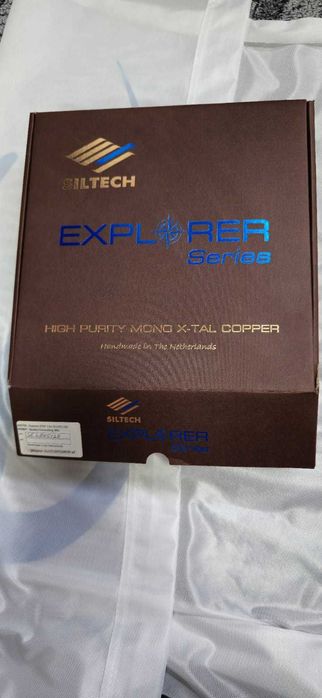 SILTECH
EXPLORER
Series
HIGH PURITY MONO X-TAL COPPER
Handmade in The Netherlands
SILTECH
EXPLORER
Series